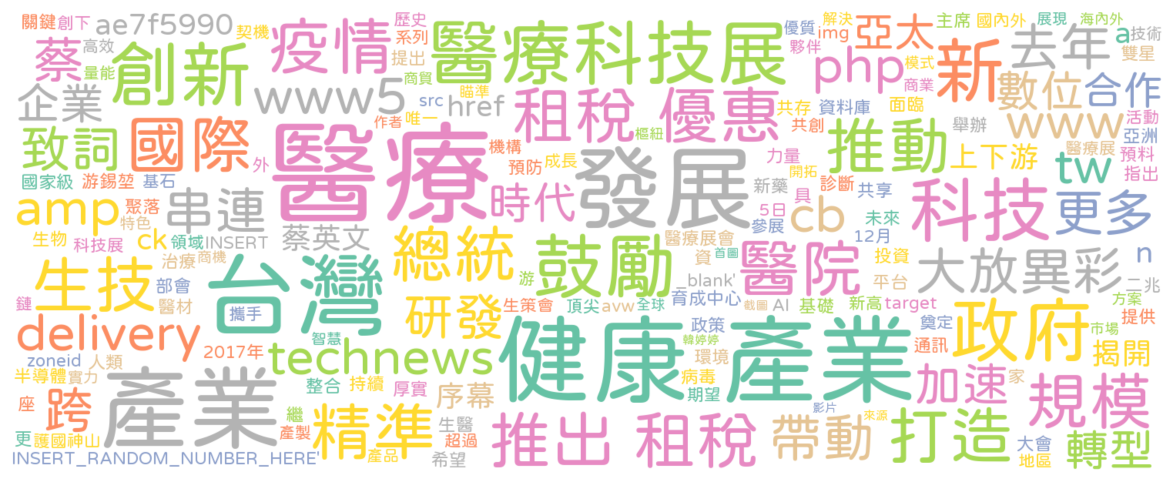 關鍵 創下 ae7f5990 契機 歷史 系列 提出 優質 夥伴 解決 img 模式 亞太 主席 國內外 展現 海內外 a 技術 雙星
蔡 高效 量能 創新 疫情 醫療科技展 商貿 瞄準 php 商業 新 去年
企業 www5 作者 src 唯一 href 租稅 優惠 樞紐 共存 共創 資料庫 面臨 數位 合作
致詞 國際 外 醫療 機構 預防 成長 發展 力量 開拓 推動 舉辦 上下游 www 醫療展 活動 亞洲 預料 指出
國家級 游錫堃 基石 時代 新藥 5日 具 診斷 共享 tw
amp 聚落 特色 串連 蔡英文 參展 cb 未來 12月 科技 更多
生物 科技展 ck 領域 INSERT 總統 鼓勵 醫療展會 資 首圖 醫院 投資 大放異彩 n
生技 治療 商機 部會 醫材 台灣 游 _blank' 平台 二兆
鏈 攜手 研發 生策會 頂尖 avw 全球 育成中心 截圖 AI 基礎 新高 target 方案 提供
delivery 智慧 健康 產業 政策 韓婷婷 奠定 通訊 政府 市場 揭開
zoneid 人類 2017年 technews 環境
半導體 實力 產業 整合 持續 厚實 序幕 病毒 期望 加速 家 規模
座 跨 繼 精準 生醫 影片 來源
更 護國神山 產製 超過 推出 租稅 帶動 打造 大會 轉型
INSERT_RANDOM_NUMBER_HERE' 產品 希望 地區